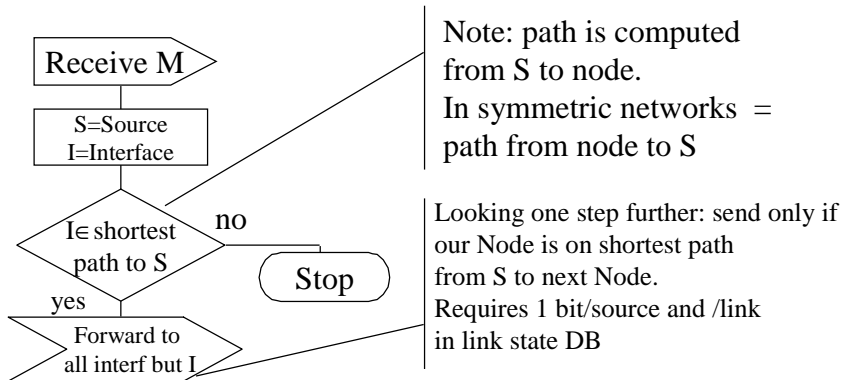 Receive M
S=Source
I=Interface
I∈shortest
path to S
no
Stop
yes
Forward to
all interf but I
Note: path is computed
from S to node.
In symmetric networks =
path from node to S
Looking one step further: send only if
our Node is on shortest path
from S to next Node.
Requires 1 bit/source and /link
in link state DB